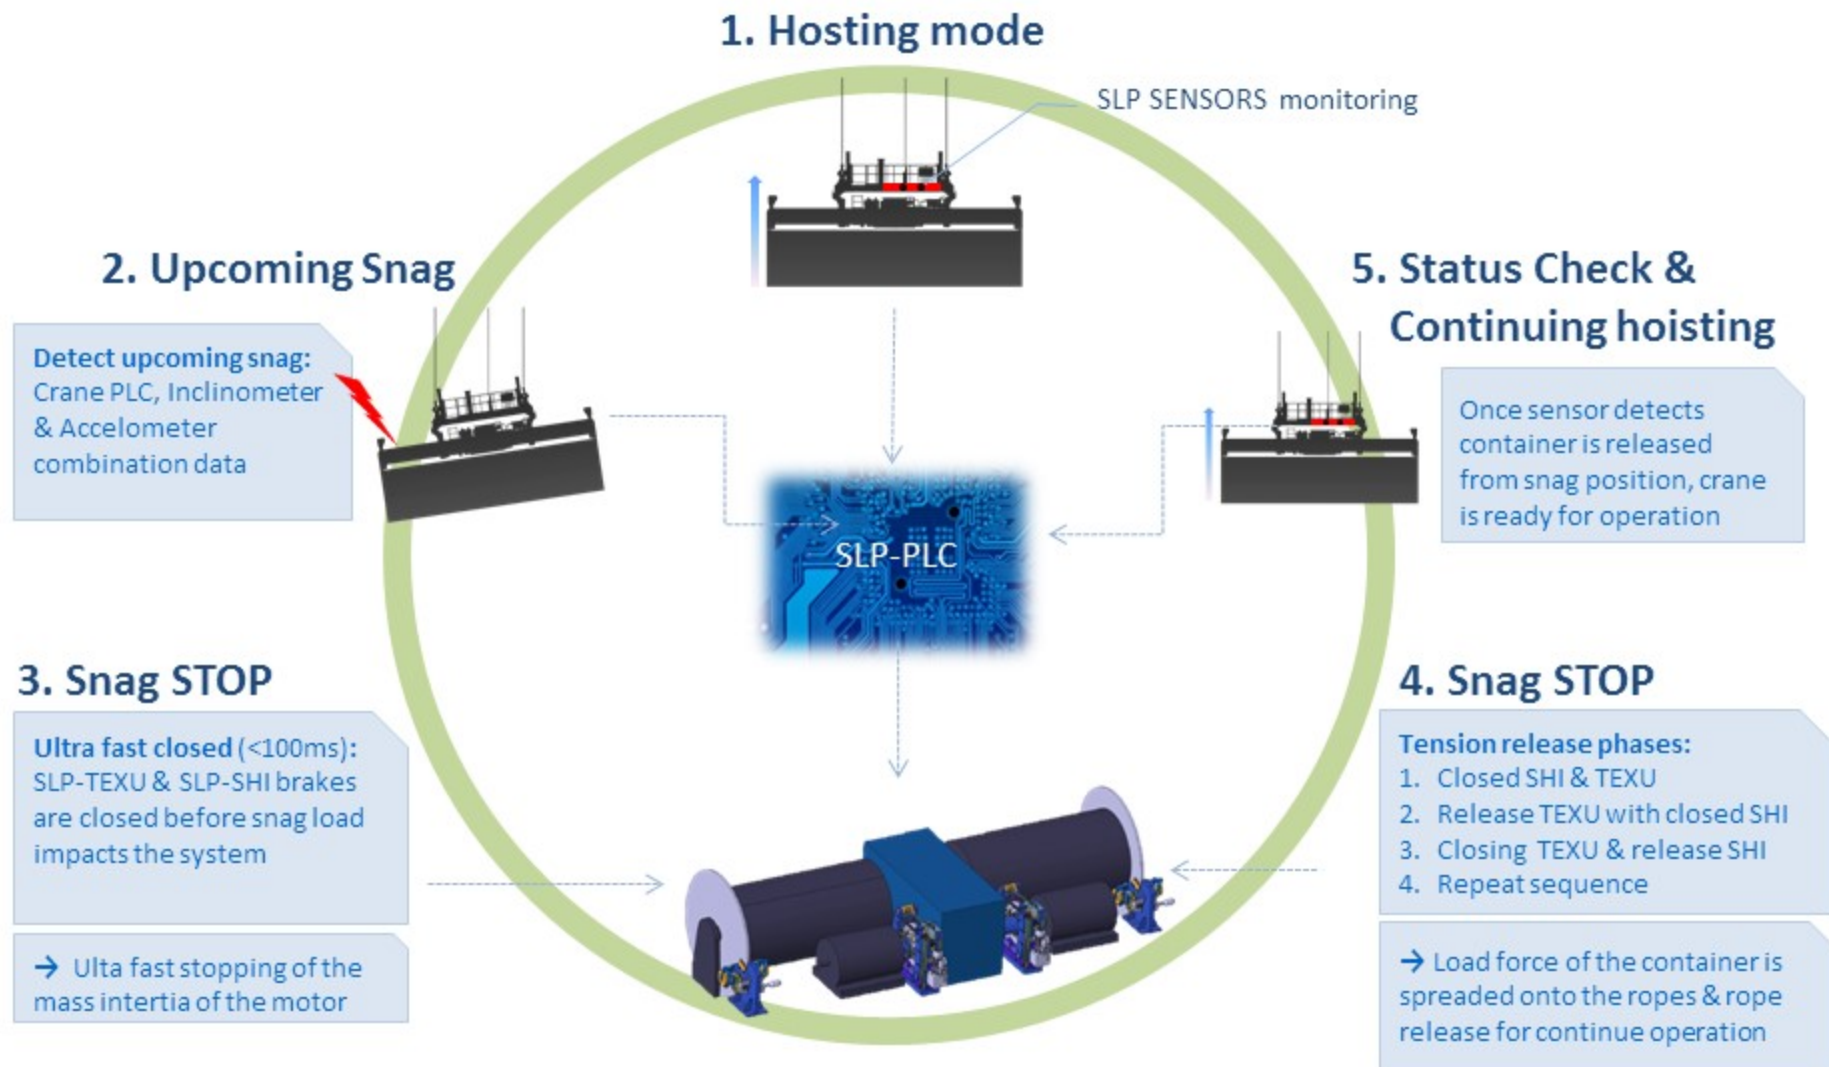 1. Hosting mode
SLP SENSORS monitoring
2. Upcoming Snag
Detect upcoming snag:
Crane PLC, Inclinometer
& Accelometer
combination data
5. Status Check &
Continuing hoisting
Once sensor detects
container is released
from snag position, crane
is ready for operation
SLP-PLC
3. Snag STOP
Ultra fast closed (<100ms):
SLP-TEXU & SLP-SHI brakes
are closed before snag load
impacts the system
→ Ulta fast stopping of the
mass intertia of the motor
4. Snag STOP
Tension release phases:
1. Closed SHI & TEXU
2. Release TEXU with closed SHI
3. Closing TEXU & release SHI
4. Repeat sequence
→ Load force of the container is
spreaded onto the ropes & rope
release for continue operation